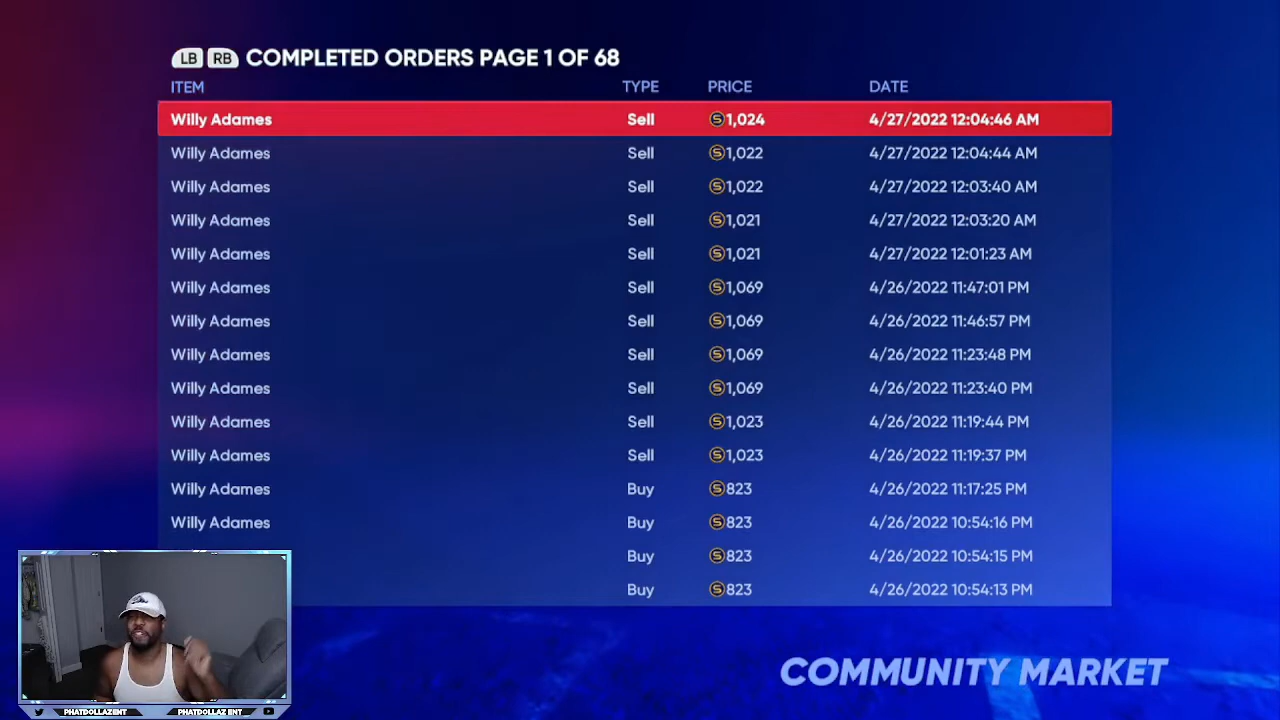 LB RB COMPLETED ORDERS PAGE 1 OF 68
ITEM TYPE PRICE DATE
Willy Adames Sell S 1,024 4/27/2022 12:04:46 AM
Willy Adames Sell S 1,022 4/27/2022 12:04:44 AM
Willy Adames Sell S 1,022 4/27/2022 12:03:40 AM
Willy Adames Sell S 1,021 4/27/2022 12:03:20 AM
Willy Adames Sell S 1,021 4/27/2022 12:01:23 AM
Willy Adames Sell S 1,069 4/26/2022 11:47:01 PM
Willy Adames Sell S 1,069 4/26/2022 11:46:57 PM
Willy Adames Sell S 1,069 4/26/2022 11:23:48 PM
Willy Adames Sell S 1,069 4/26/2022 11:23:40 PM
Willy Adames Sell S 1,023 4/26/2022 11:19:44 PM
Willy Adames Sell S 1,023 4/26/2022 11:19:37 PM
Willy Adames Buy S 823 4/26/2022 11:17:25 PM
Willy Adames Buy S 823 4/26/2022 10:54:16 PM
Buy S 823 4/26/2022 10:54:15 PM
Buy S 823 4/26/2022 10:54:13 PM
COMMUNITY MARKET
PHATDOLLAZENT PHATDOLLAZ ENT